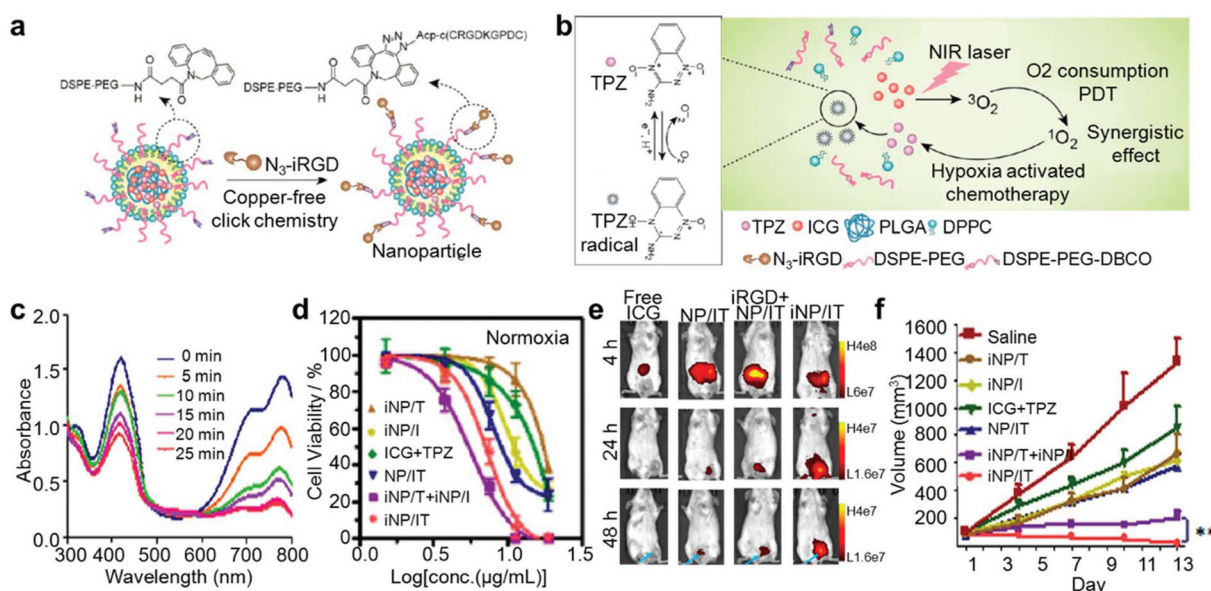 a
Acp-c(CRGDKGPDC)
DSPE-PEG
DSPE-PEG
N₃-iRGD
Copper-free
click chemistry
Nanoparticle
b
TPZ
TPZ
radical
NIR laser
O2 consumption
PDT
³O₂
¹O₂
Synergistic
effect
Hypoxia activated
chemotherapy
TPZ ICG PLGA DPPC
N₃-iRGD DSPE-PEG DSPE-PEG-DBCO
c
2.0
1.5
1.0
0.5
0.0
Absorbance
0 min
5 min
10 min
15 min
20 min
25 min
300 400 500 600 700 800
Wavelength (nm)
d
Normoxia
120
100
80
60
40
20
0
Cell Viability / %
iNP/T
iNP/I
ICG+TPZ
NP/IT
iNP/T+iNP/I
iNP/IT
0.0 0.5 1.0 1.5
Log[conc.(μg/mL)]
e
Free
ICG
NP/IT
iRGD+
NP/IT
iNP/IT
4 h
H4e8
L6e7
24 h
H4e7
L1.6e7
48 h
H4e7
L1.6e7
f
1600
1400
1200
1000
800
600
400
200
Volume (mm³)
Saline
iNP/T
iNP/I
ICG+TPZ
NP/IT
iNP/T+iNP/I
iNP/IT
1 3 5 7 9 11 13
Day